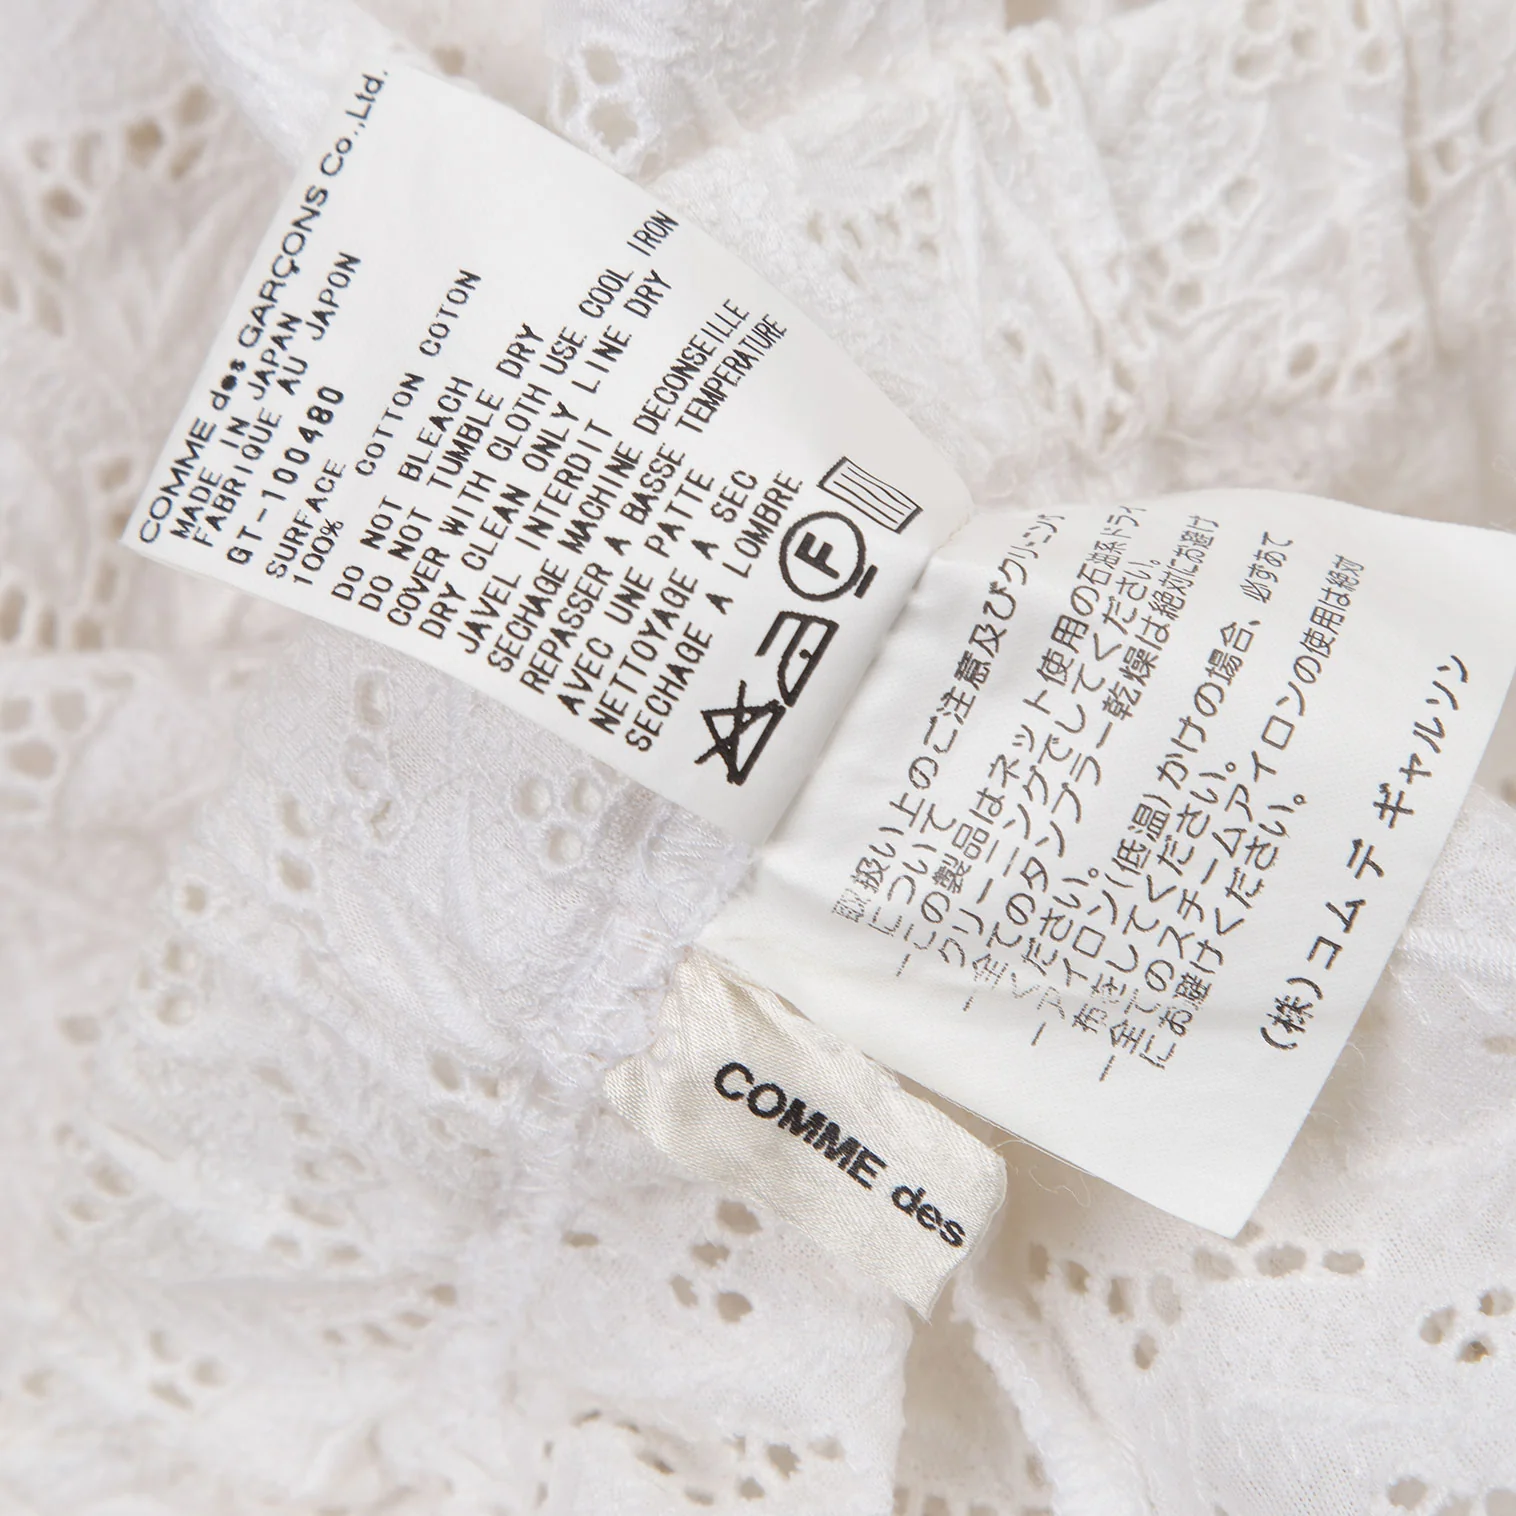 COMME des GARÇONS Co.,Ltd.
MADE IN JAPAN
FABRIQUE AU JAPON
GT-100480
SURFACE COTTON COTON
100%
DO NOT BLEACH
DO NOT TUMBLE DRY
COVER WITH CLOTH USE COOL IRON
DRY CLEAN ONLY LINE DRY
JAVEL INTERDIT
SECHAGE MACHINE DECONSEILLE
REPASSER A BASSE TEMPERATURE
AVEC UNE PATTE
NETTOYAGE A SEC
SECHAGE A LOMBRE
F
取扱い上のご注意及びクリーニン
について
ーこの製品はネット使用の石油系ドライ
クリーニングでしてください。
ー全てのタンブラー乾燥は絶対にお避け
ください。
ーアイロン(低温)かけの場合、必ずあて
布をしてください。
ー全てのスチームアイロンの使用は絶対
にお避けください。
(株)コム デ ギャルソン
COMME des